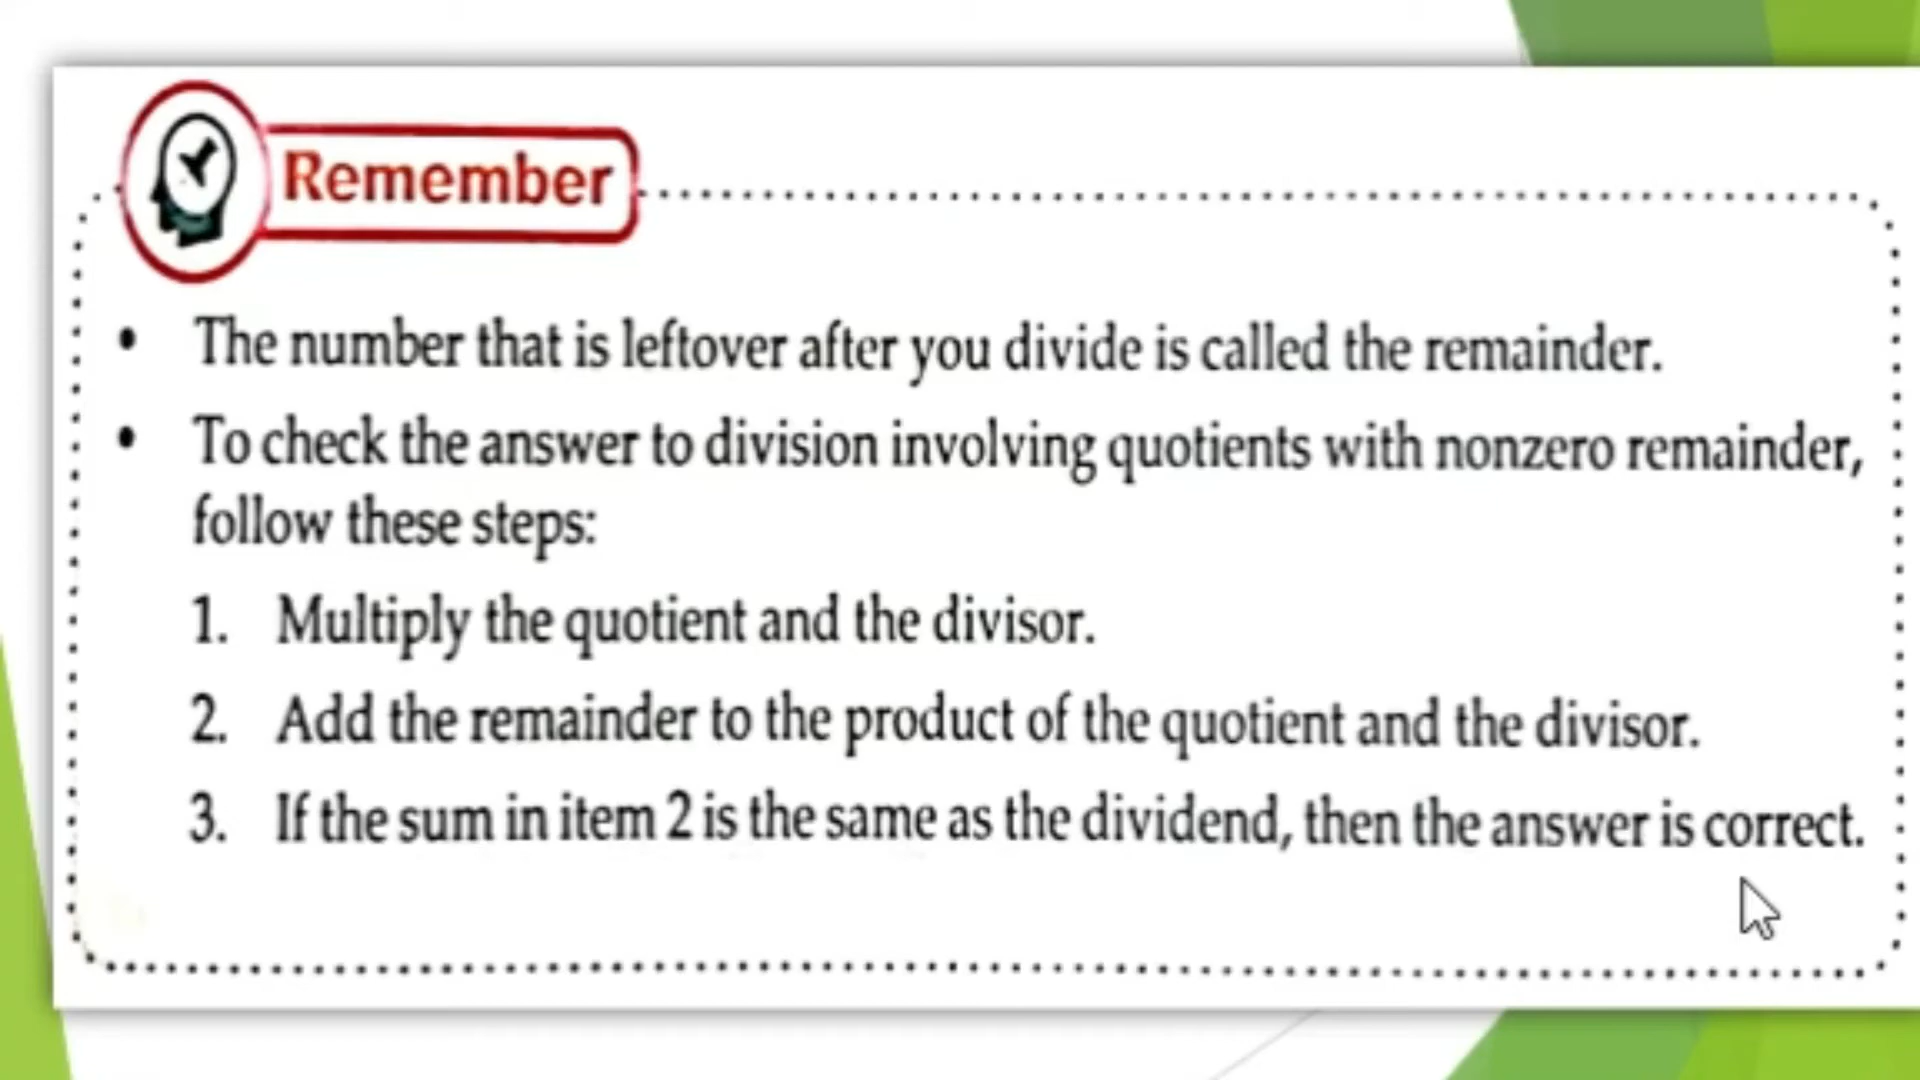 Remember
• The number that is leftover after you divide is called the remainder.
• To check the answer to division involving quotients with nonzero remainder,
follow these steps:
1. Multiply the quotient and the divisor.
2. Add the remainder to the product of the quotient and the divisor.
3. If the sum in item 2 is the same as the dividend, then the answer is correct.